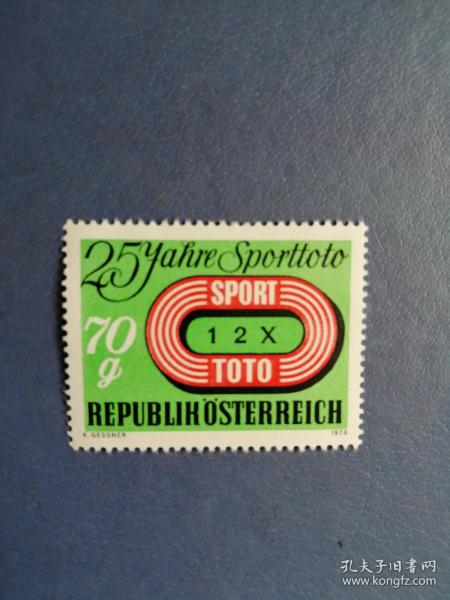 25 Jahre Sporttoto
SPORT
70
g
1 2 X
TOTO
REPUBLIK ÖSTERREICH
K. GESSNER 1974
孔夫子旧书网
www.kongfz.com